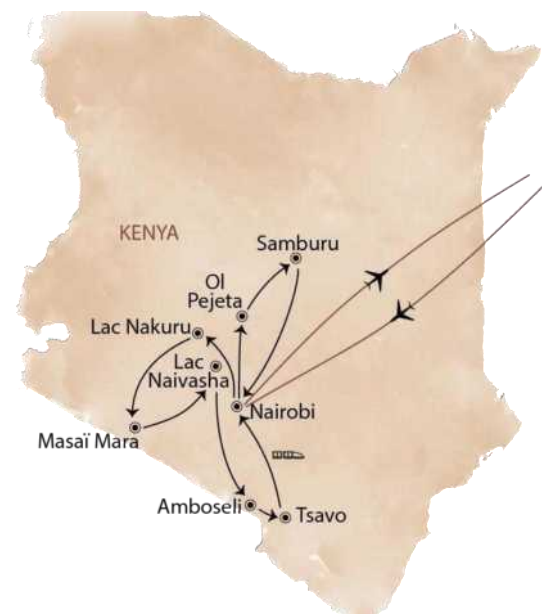 KENYA
Samburu
Ol
Pejeta
Lac Nakuru
Lac
Naivasha
Nairobi
Masaï Mara
Amboseli
Tsavo